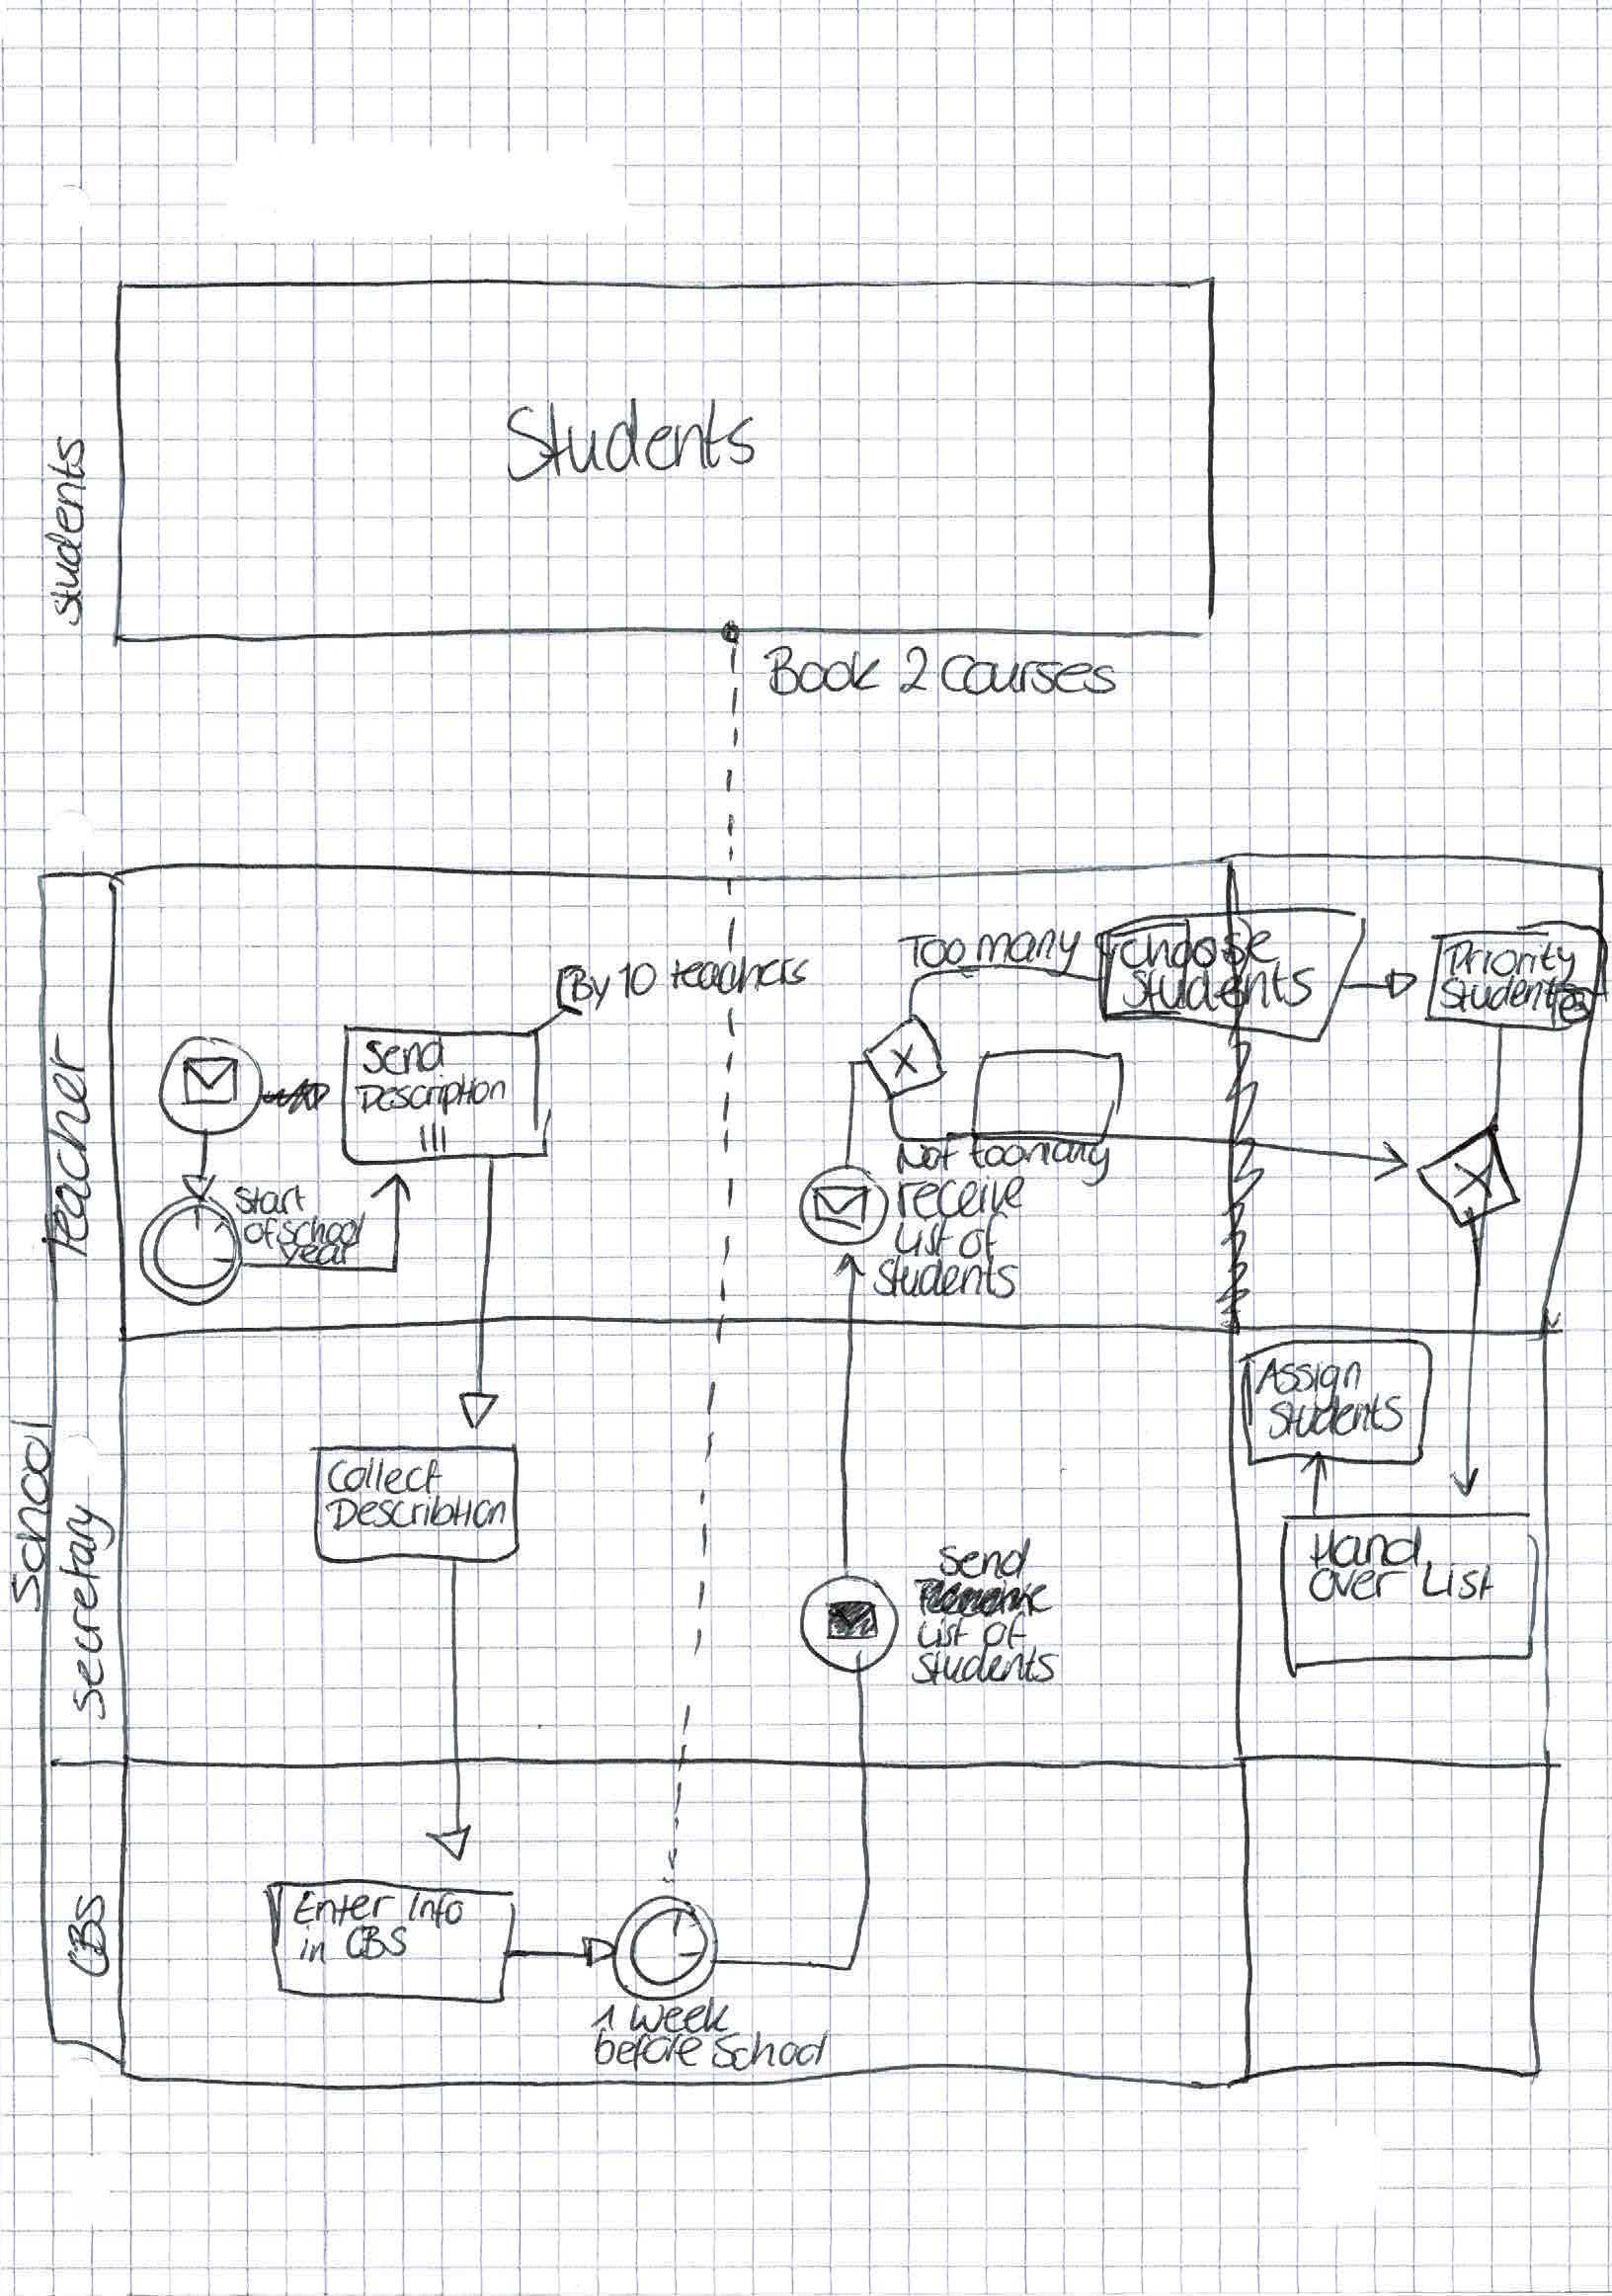 Students
Students
Book 2 Courses
School
Teacher
Secretary
CBS
Send
Description
[By 10 teachers
Start
of school
year
Too many
Choose
Students
Priority
Students
X
Not too many
receive
List of
Students
X
Collect
Describtion
Send
List of
Students
Assign
Students
Hand
over List
Enter Info
in CBS
1 Week
before School